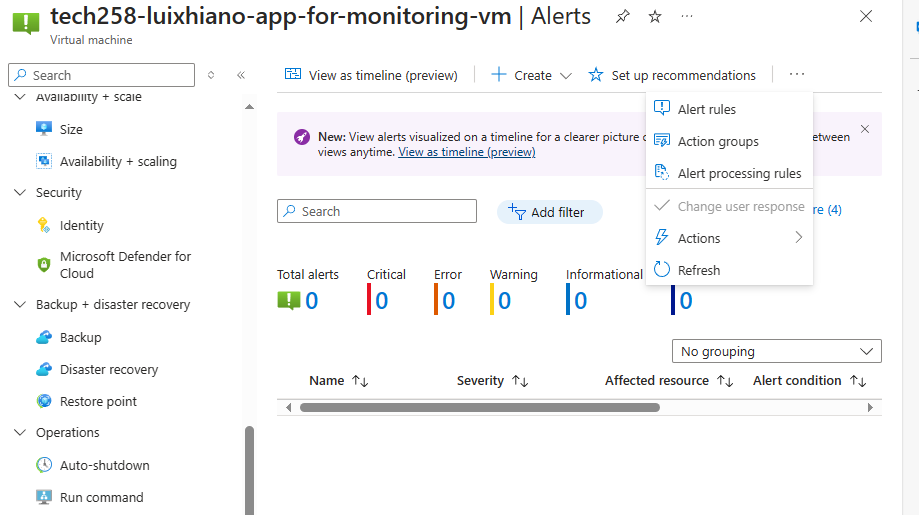 tech258-luixhiano-app-for-monitoring-vm | Alerts
Virtual machine
Search
View as timeline (preview)
Create
Set up recommendations
Availability + scale
Size
Availability + scaling
Security
Identity
Microsoft Defender for
Cloud
Backup + disaster recovery
Backup
Disaster recovery
Restore point
Operations
Auto-shutdown
Run command
New: View alerts visualized on a timeline for a clearer picture
between
views anytime. View as timeline (preview)
Alert rules
Action groups
Alert processing rules
Change user response
Actions
Refresh
Search
Add filter
(4)
Total alerts
0
Critical
0
Error
0
Warning
0
Informational
0
0
No grouping
Name
Severity
Affected resource
Alert condition